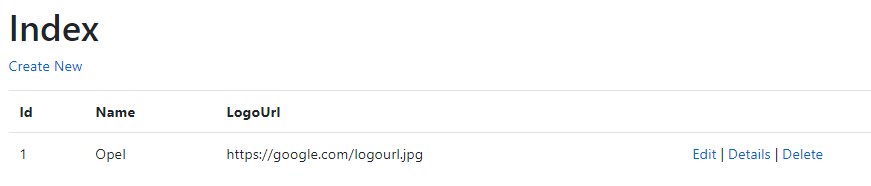 Index
Create New
Id Name LogoUrl
1 Opel https://google.com/logourl.jpg Edit | Details | Delete